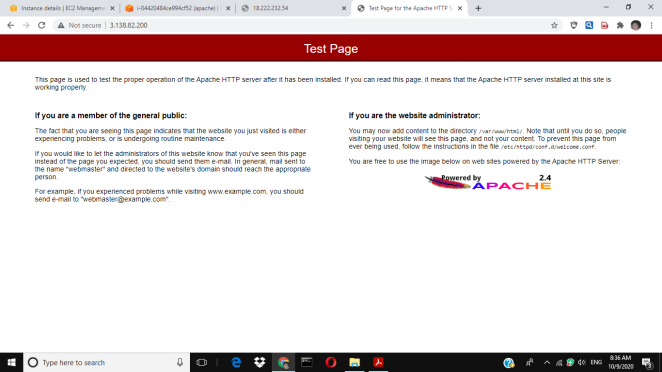 Instance details | EC2 Manageme
i-04420484ce994cf52 (apache) |
18.222.232.54
Test Page for the Apache HTTP S
Not secure | 3.138.82.200
Test Page
This page is used to test the proper operation of the Apache HTTP server after it has been installed. If you can read this page, it means that the Apache HTTP server installed at this site is
working properly.
If you are a member of the general public:
The fact that you are seeing this page indicates that the website you just visited is either
experiencing problems, or is undergoing routine maintenance.
If you would like to let the administrators of this website know that you've seen this page
instead of the page you expected, you should send them e-mail. In general, mail sent to
the name "webmaster" and directed to the website's domain should reach the appropriate
person.
For example, if you experienced problems while visiting www.example.com, you should
send e-mail to "webmaster@example.com".
If you are the website administrator:
You may now add content to the directory /var/www/html/. Note that until you do so, people
visiting your website will see this page, and not your content. To prevent this page from
ever being used, follow the instructions in the file /etc/httpd/conf.d/welcome.conf.
You are free to use the image below on web sites powered by the Apache HTTP Server:
Powered by 2.4
APACHE
Type here to search
ENG
8:36 AM
10/9/2020
3